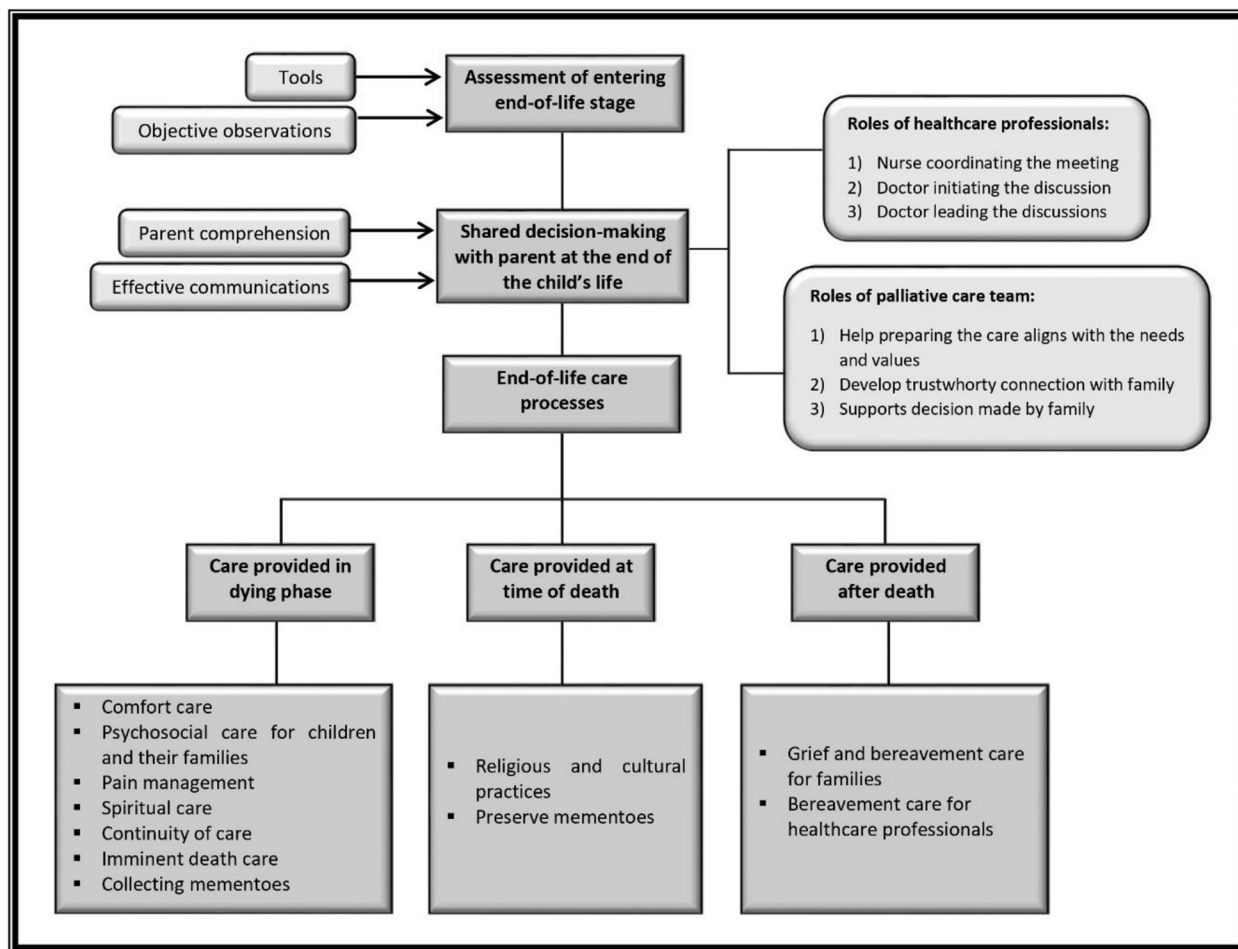 Tools
Assessment of entering
end-of-life stage
Objective observations
Roles of healthcare professionals:
1) Nurse coordinating the meeting
2) Doctor initiating the discussion
3) Doctor leading the discussions
Parent comprehension
Shared decision-making
with parent at the end of
the child's life
Effective communications
Roles of palliative care team:
1) Help preparing the care aligns with the needs
and values
2) Develop trustwhorty connection with family
3) Supports decision made by family
End-of-life care
processes
Care provided in
dying phase
Care provided at
time of death
Care provided
after death
▪ Comfort care
▪ Psychosocial care for children
and their families
▪ Pain management
▪ Spiritual care
▪ Continuity of care
▪ Imminent death care
▪ Collecting mementoes
▪ Religious and cultural
practices
▪ Preserve mementoes
▪ Grief and bereavement care
for families
▪ Bereavement care for
healthcare professionals